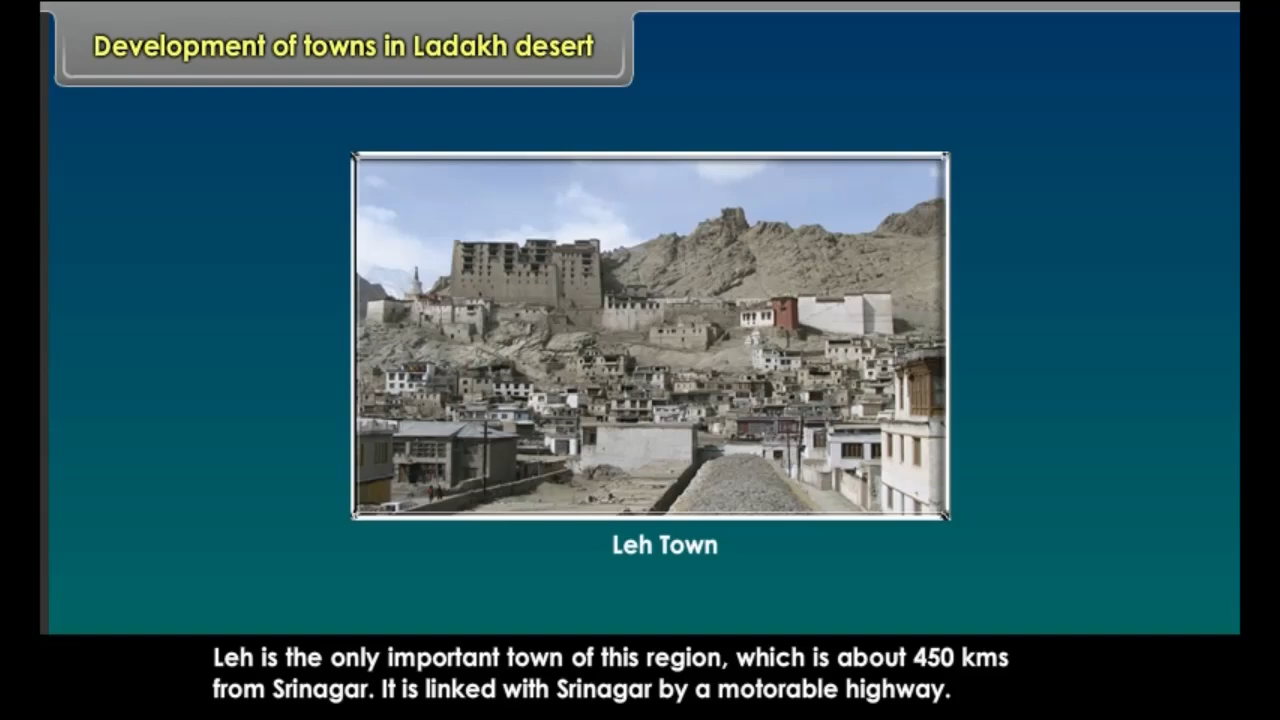 Development of towns in Ladakh desert
Leh Town
Leh is the only important town of this region, which is about 450 kms
from Srinagar. It is linked with Srinagar by a motorable highway.